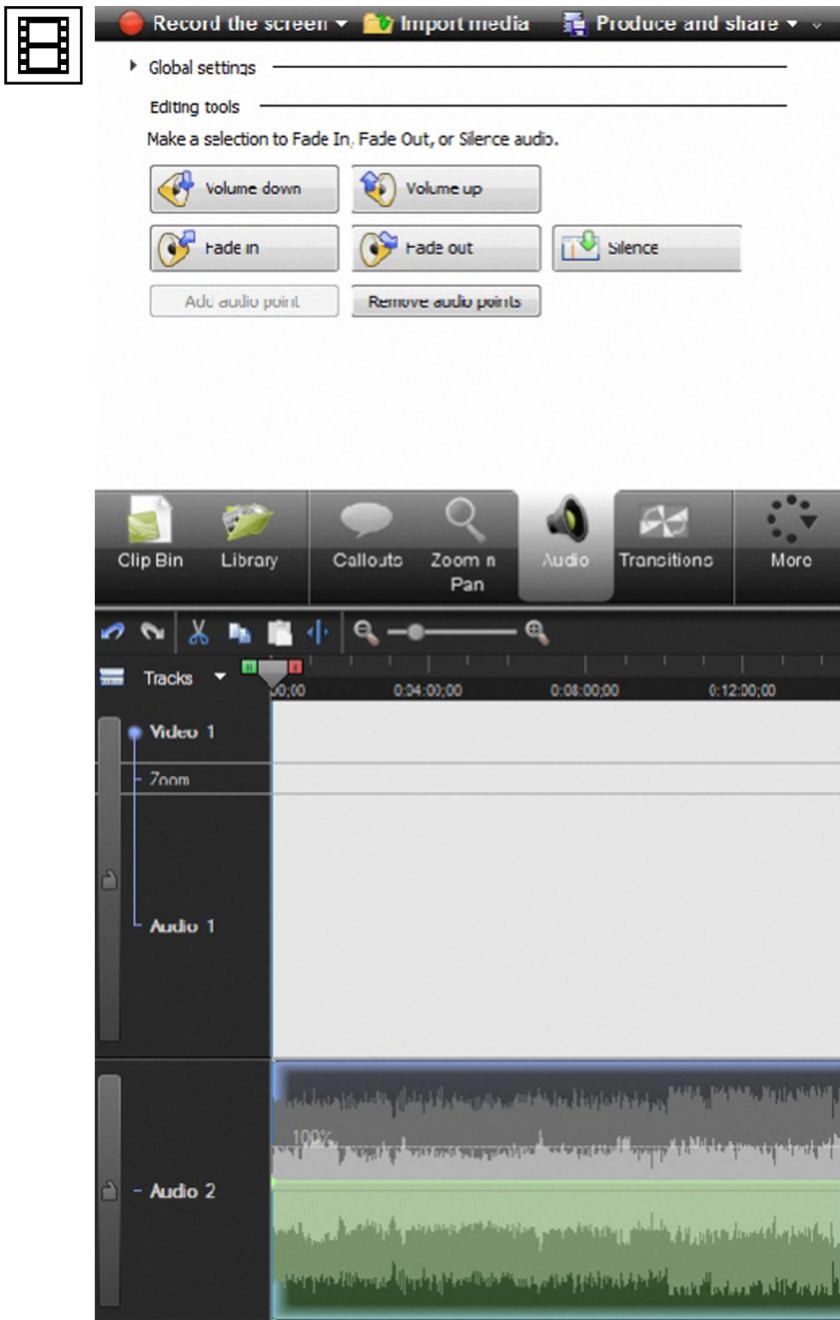 Record the screen Import media Produce and share
Global settings
Editing tools
Make a selection to Fade In, Fade Out, or Silence audio.
Volume down Volume up
Fade in Fade out Silence
Add audio point Remove audio points
Clip Bin Library Callouts Zoom n Audio Transitions More
Pan
Tracks
00;00 0:04:00;00 0:08:00;00 0:12:00;00
Video 1
Zoom
Audio 1
100%
Audio 2